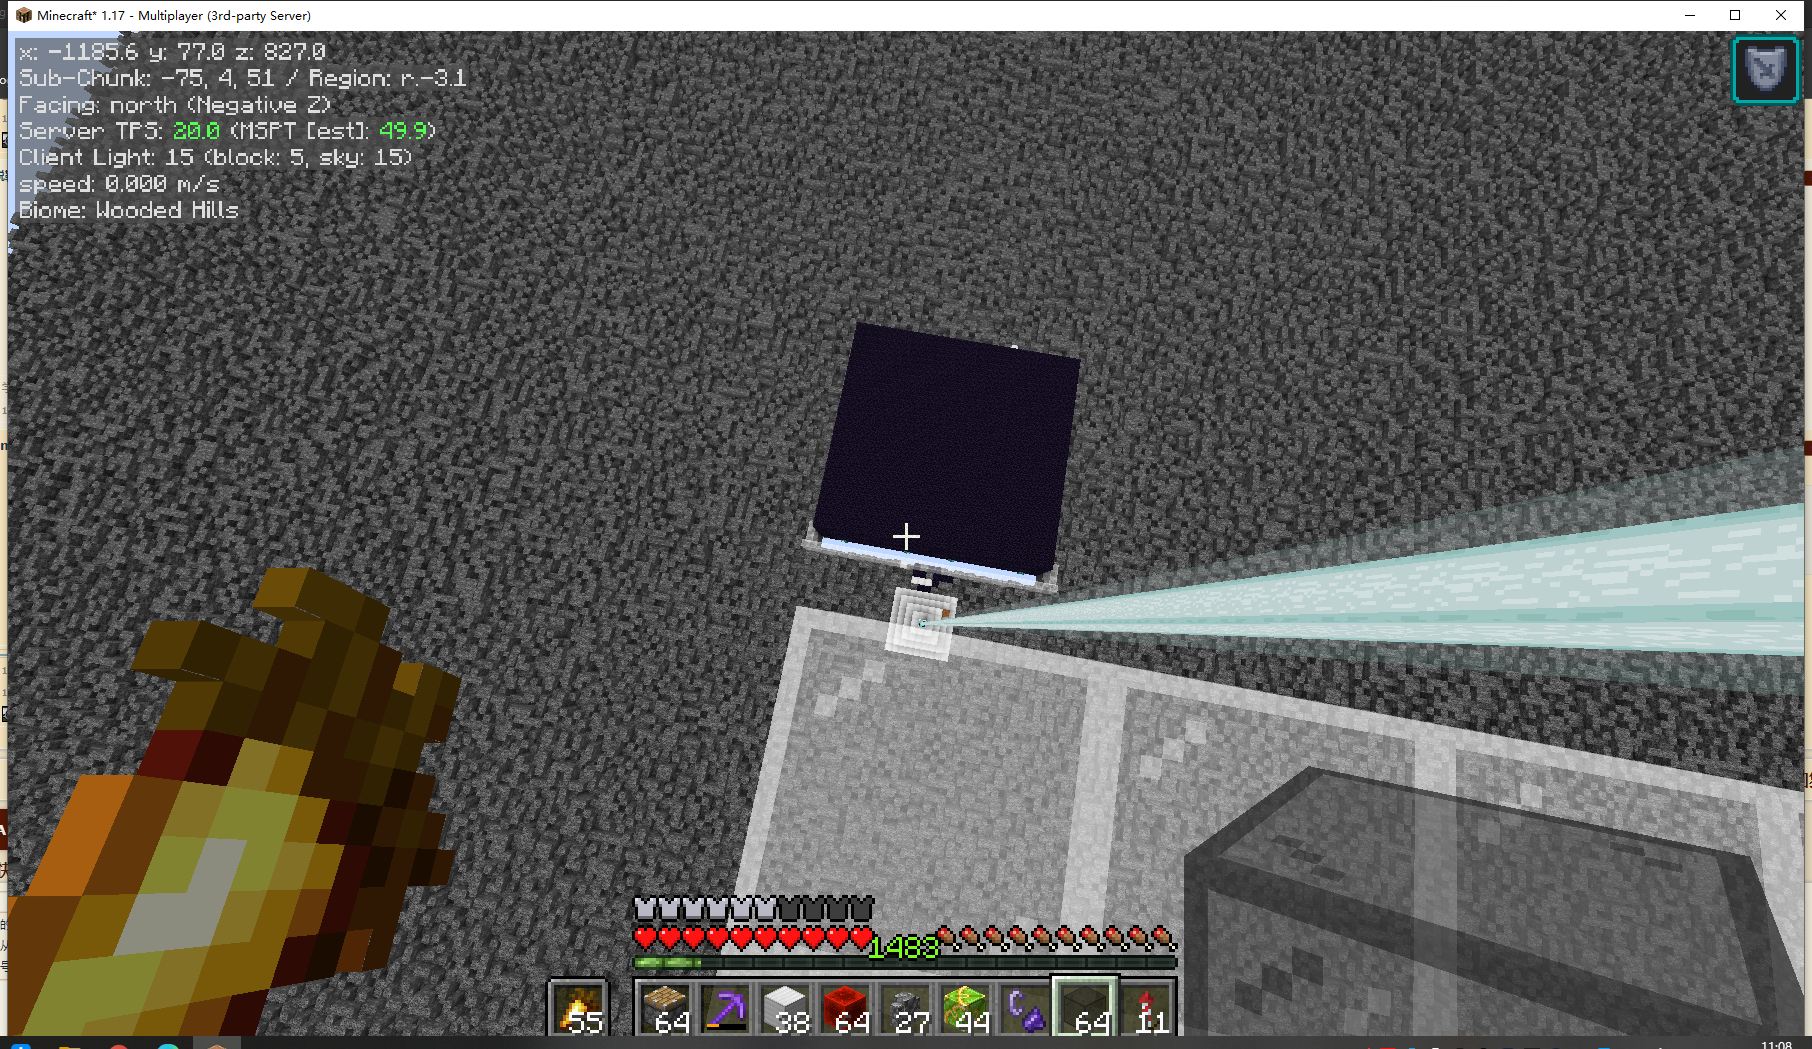 Minecraft* 1.17 - Multiplayer (3rd-party Server)
x: -1185.6 y: 77.0 z: 827.0
Sub-Chunk: -75, 4, 51 / Region: r.-3.1
Facing: north (Negative Z)
Server TPS: 20.0 (MSPT [est]: 49.9)
Client Light: 15 (block: 5, sky: 15)
speed: 0.000 m/s
Biome: Wooded Hills
1483
55 64 38 64 27 44 64 11
11:08